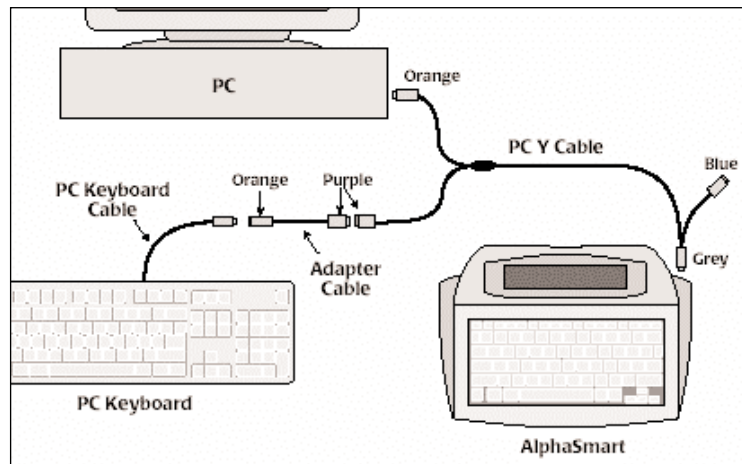 PC
Orange
PC Y Cable
Blue
PC Keyboard
Cable
Orange
Purple
Adapter
Cable
Grey
PC Keyboard
AlphaSmart